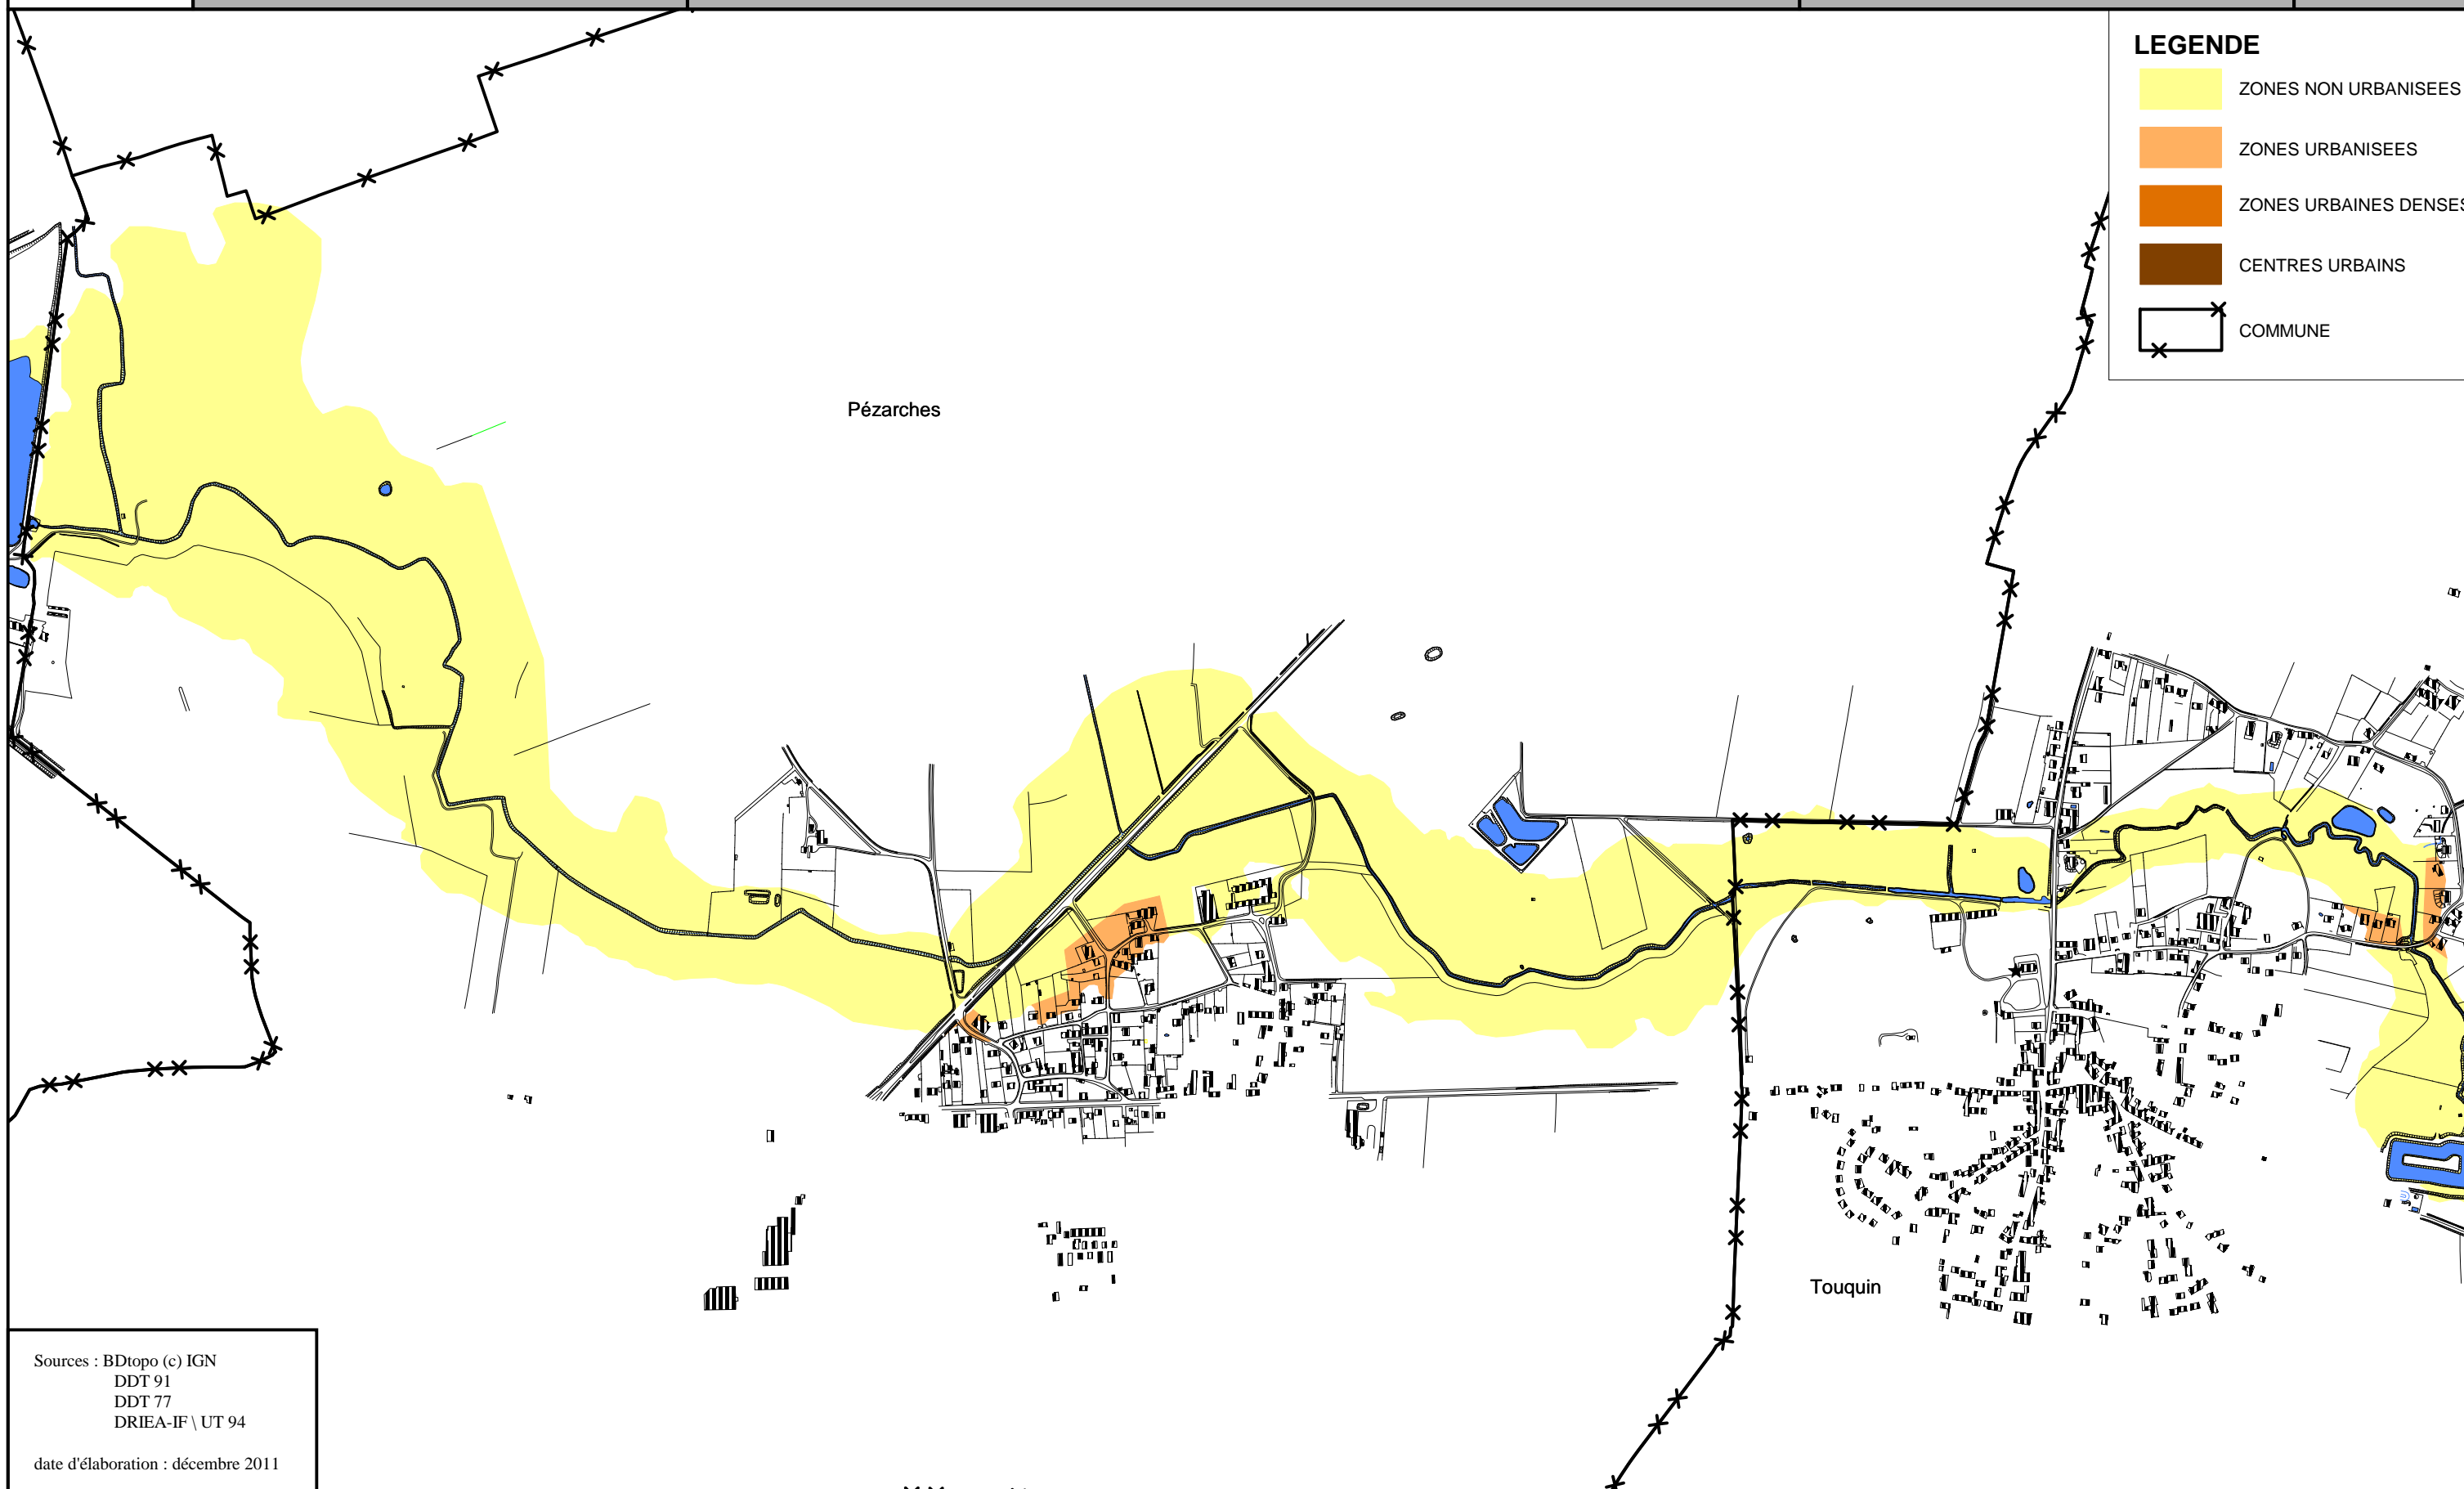 LEGENDE
ZONES NON URBANISEES
ZONES URBANISEES
ZONES URBAINES DENSES
CENTRES URBAINS
COMMUNE
Pézarches
Touquin
Sources : BDtopo (c) IGN
DDT 91
DDT 77
DRIEA-IF \ UT 94
date d'élaboration : décembre 2011